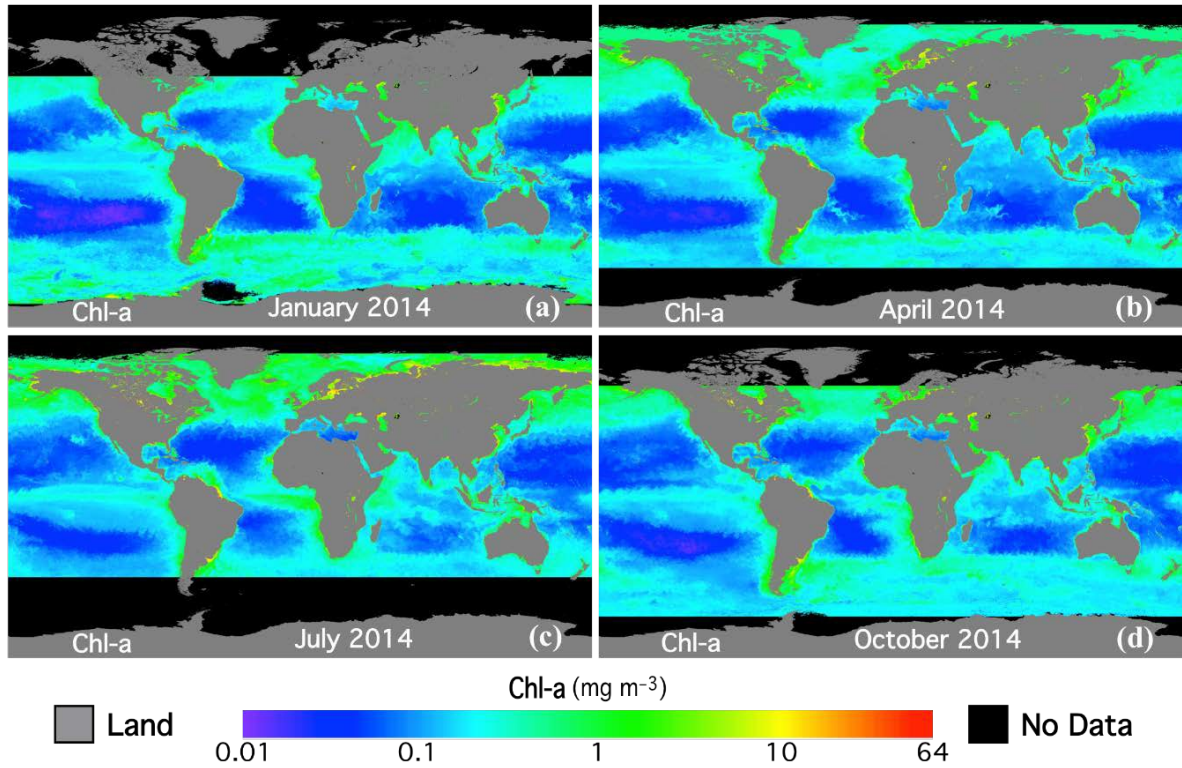 Chl-a January 2014 (a)
Chl-a April 2014 (b)
Chl-a July 2014 (c)
Chl-a October 2014 (d)
Chl-a (mg m⁻³)
Land
No Data
0.01 0.1 1 10 64